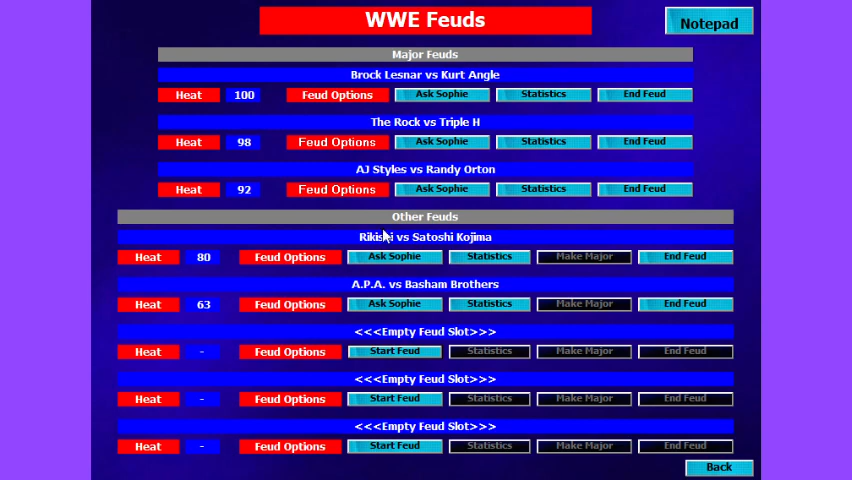 WWE Feuds
Notepad
Major Feuds
Brock Lesnar vs Kurt Angle
Heat 100 Feud Options Ask Sophie Statistics End Feud
The Rock vs Triple H
Heat 98 Feud Options Ask Sophie Statistics End Feud
AJ Styles vs Randy Orton
Heat 92 Feud Options Ask Sophie Statistics End Feud
Other Feuds
Rikishi vs Satoshi Kojima
Heat 80 Feud Options Ask Sophie Statistics Make Major End Feud
A.P.A. vs Basham Brothers
Heat 63 Feud Options Ask Sophie Statistics Make Major End Feud
<<<Empty Feud Slot>>>
Heat - Feud Options Start Feud Statistics Make Major End Feud
<<<Empty Feud Slot>>>
Heat - Feud Options Start Feud Statistics Make Major End Feud
<<<Empty Feud Slot>>>
Heat - Feud Options Start Feud Statistics Make Major End Feud
Back